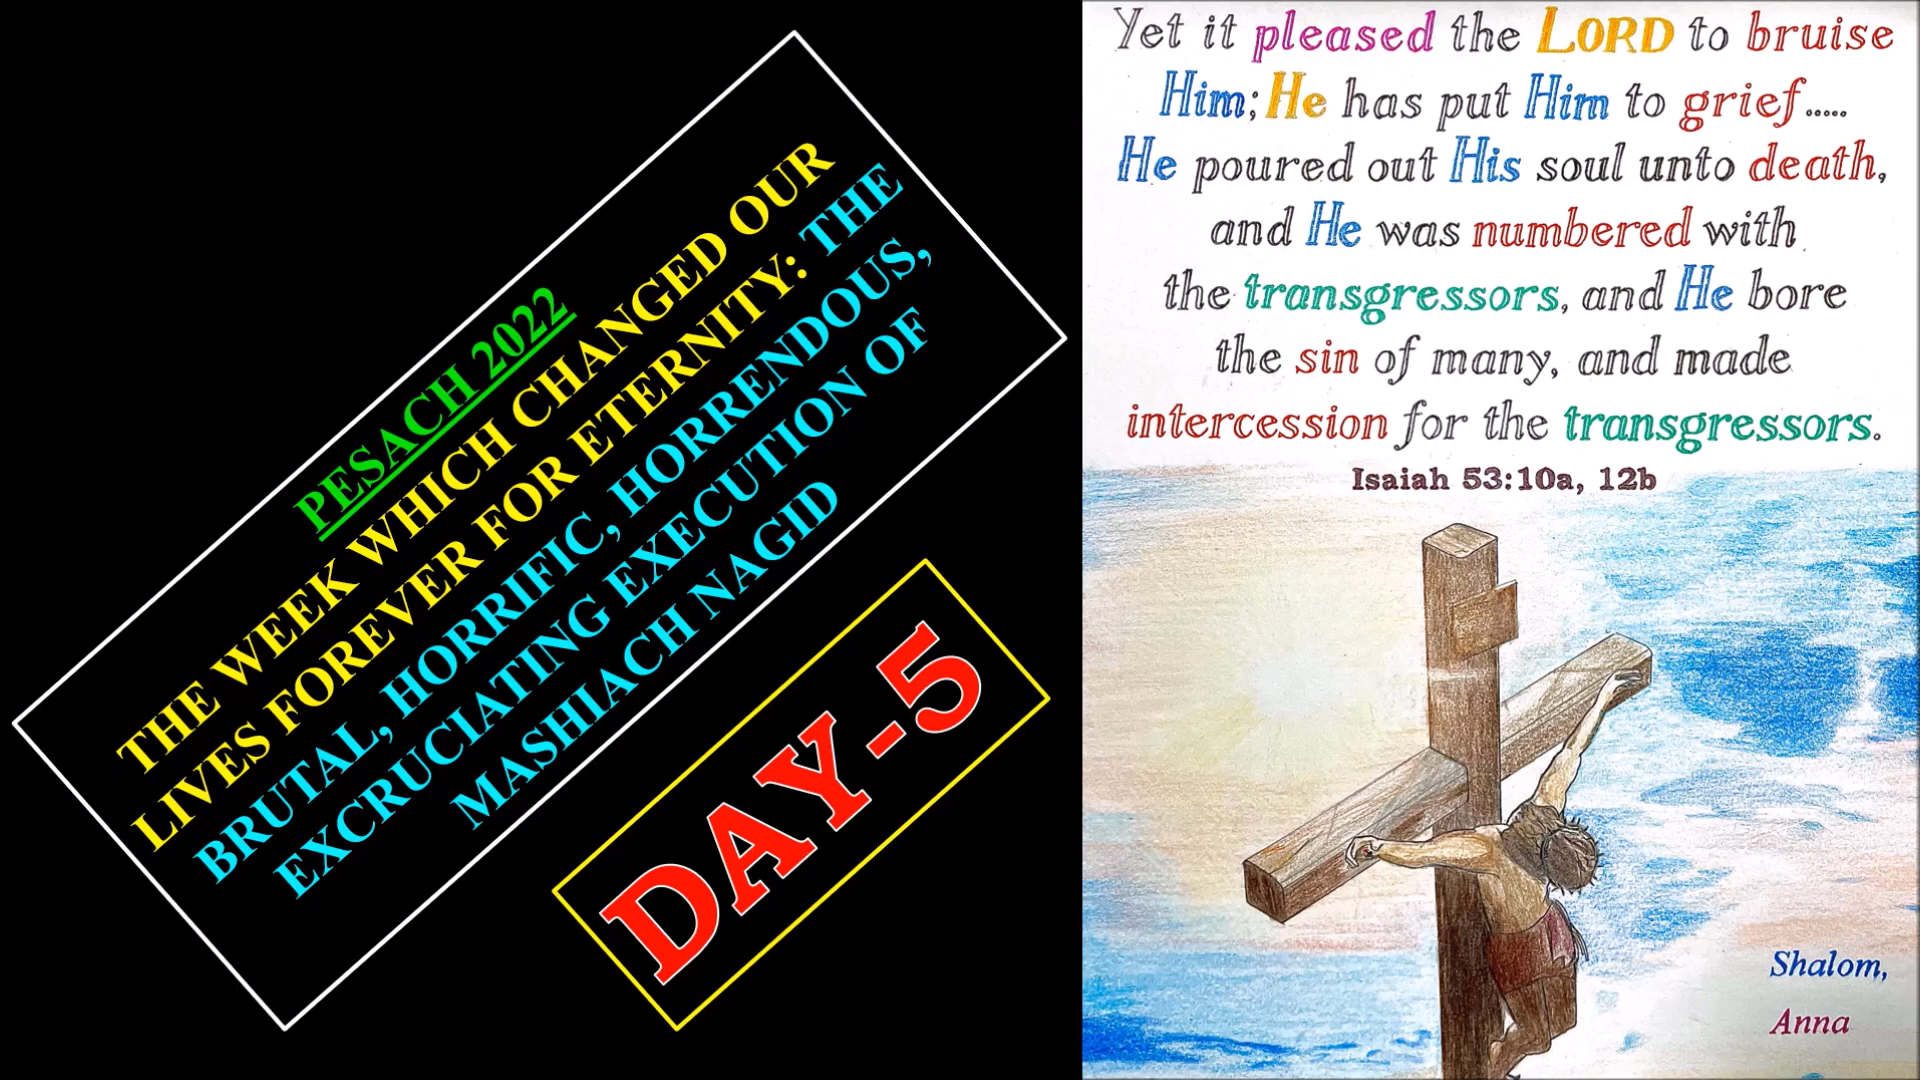 PESACH 2022
THE WEEK WHICH CHANGED OUR
LIVES FOREVER FOR ETERNITY: THE
BRUTAL, HORRIFIC, HORRENDOUS,
EXCRUCIATING EXECUTION OF
MASHIACH NAGID
DAY-5
Yet it pleased the LORD to bruise
Him; He has put Him to grief.....
He poured out His soul unto death,
and He was numbered with
the transgressors, and He bore
the sin of many, and made
intercession for the transgressors.
Isaiah 53:10a, 12b
Shalom,
Anna